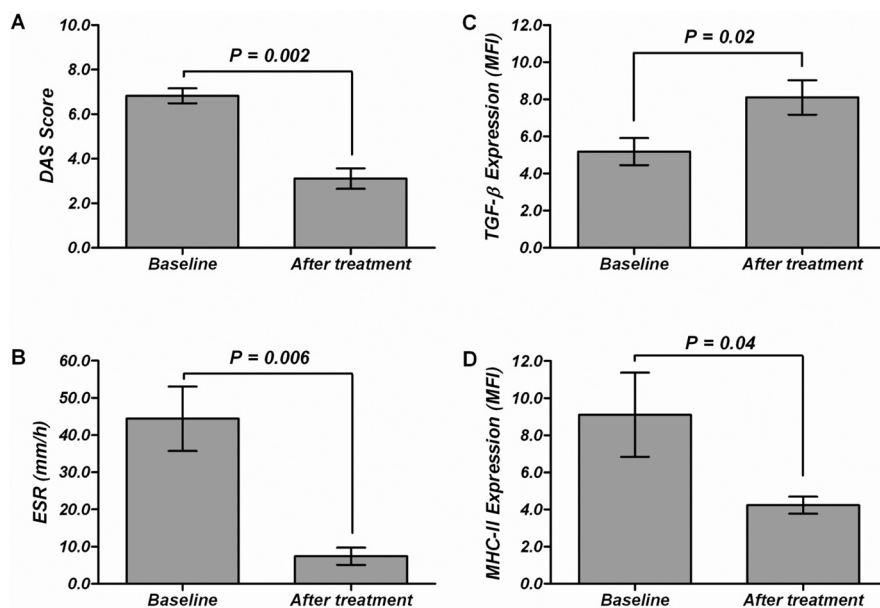 A
DAS Score
10.0
8.0
6.0
4.0
2.0
0.0
P = 0.002
Baseline
After treatment
C
TGF-β Expression (MFI)
12.0
10.0
8.0
6.0
4.0
2.0
0.0
P = 0.02
Baseline
After treatment
B
ESR (mm/h)
60.0
50.0
40.0
30.0
20.0
10.0
0.0
P = 0.006
Baseline
After treatment
D
MHC-II Expression (MFI)
12.0
10.0
8.0
6.0
4.0
2.0
0.0
P = 0.04
Baseline
After treatment